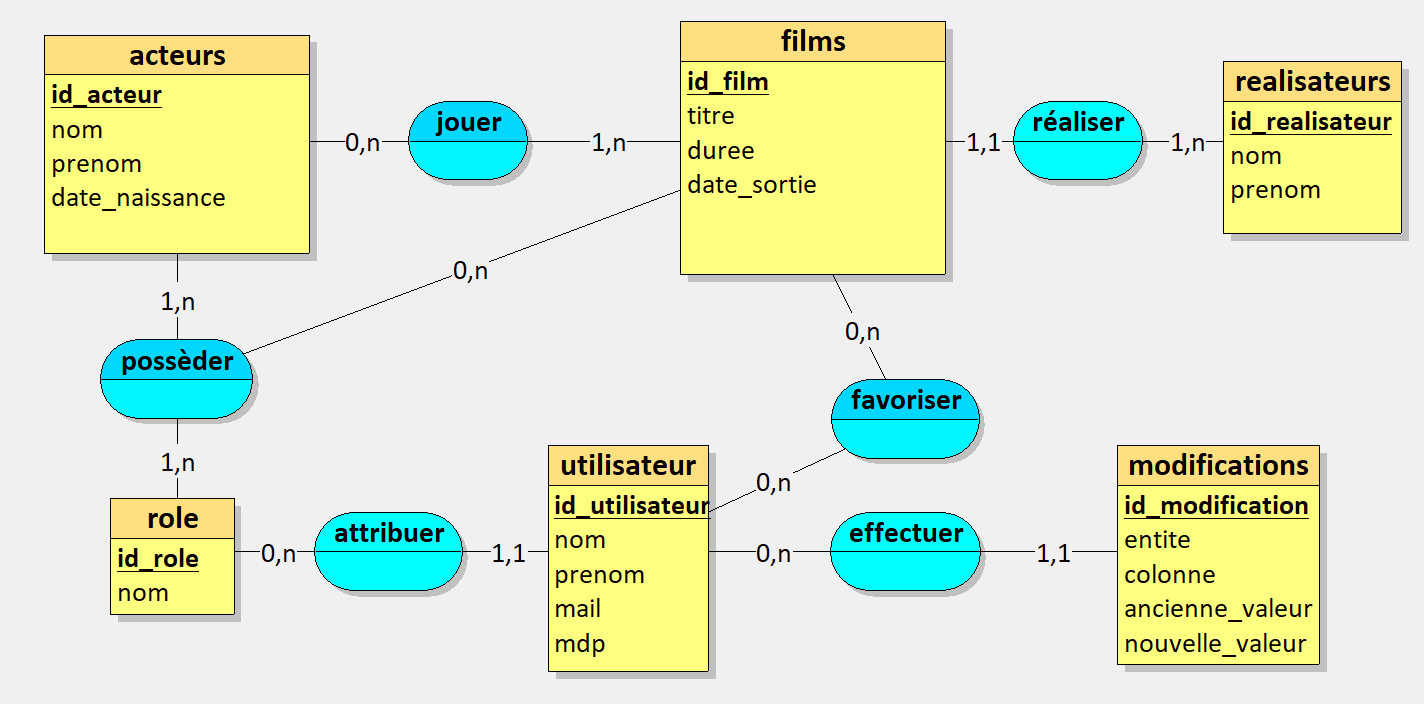 acteurs
id_acteur
nom
prenom
date_naissance
0,n
jouer
1,n
films
id_film
titre
duree
date_sortie
1,1
réaliser
1,n
realisateurs
id_realisateur
nom
prenom
1,n
0,n
possèder
1,n
0,n
favoriser
0,n
role
id_role
nom
0,n
attribuer
1,1
utilisateur
id_utilisateur
nom
prenom
mail
mdp
0,n
effectuer
1,1
modifications
id_modification
entite
colonne
ancienne_valeur
nouvelle_valeur